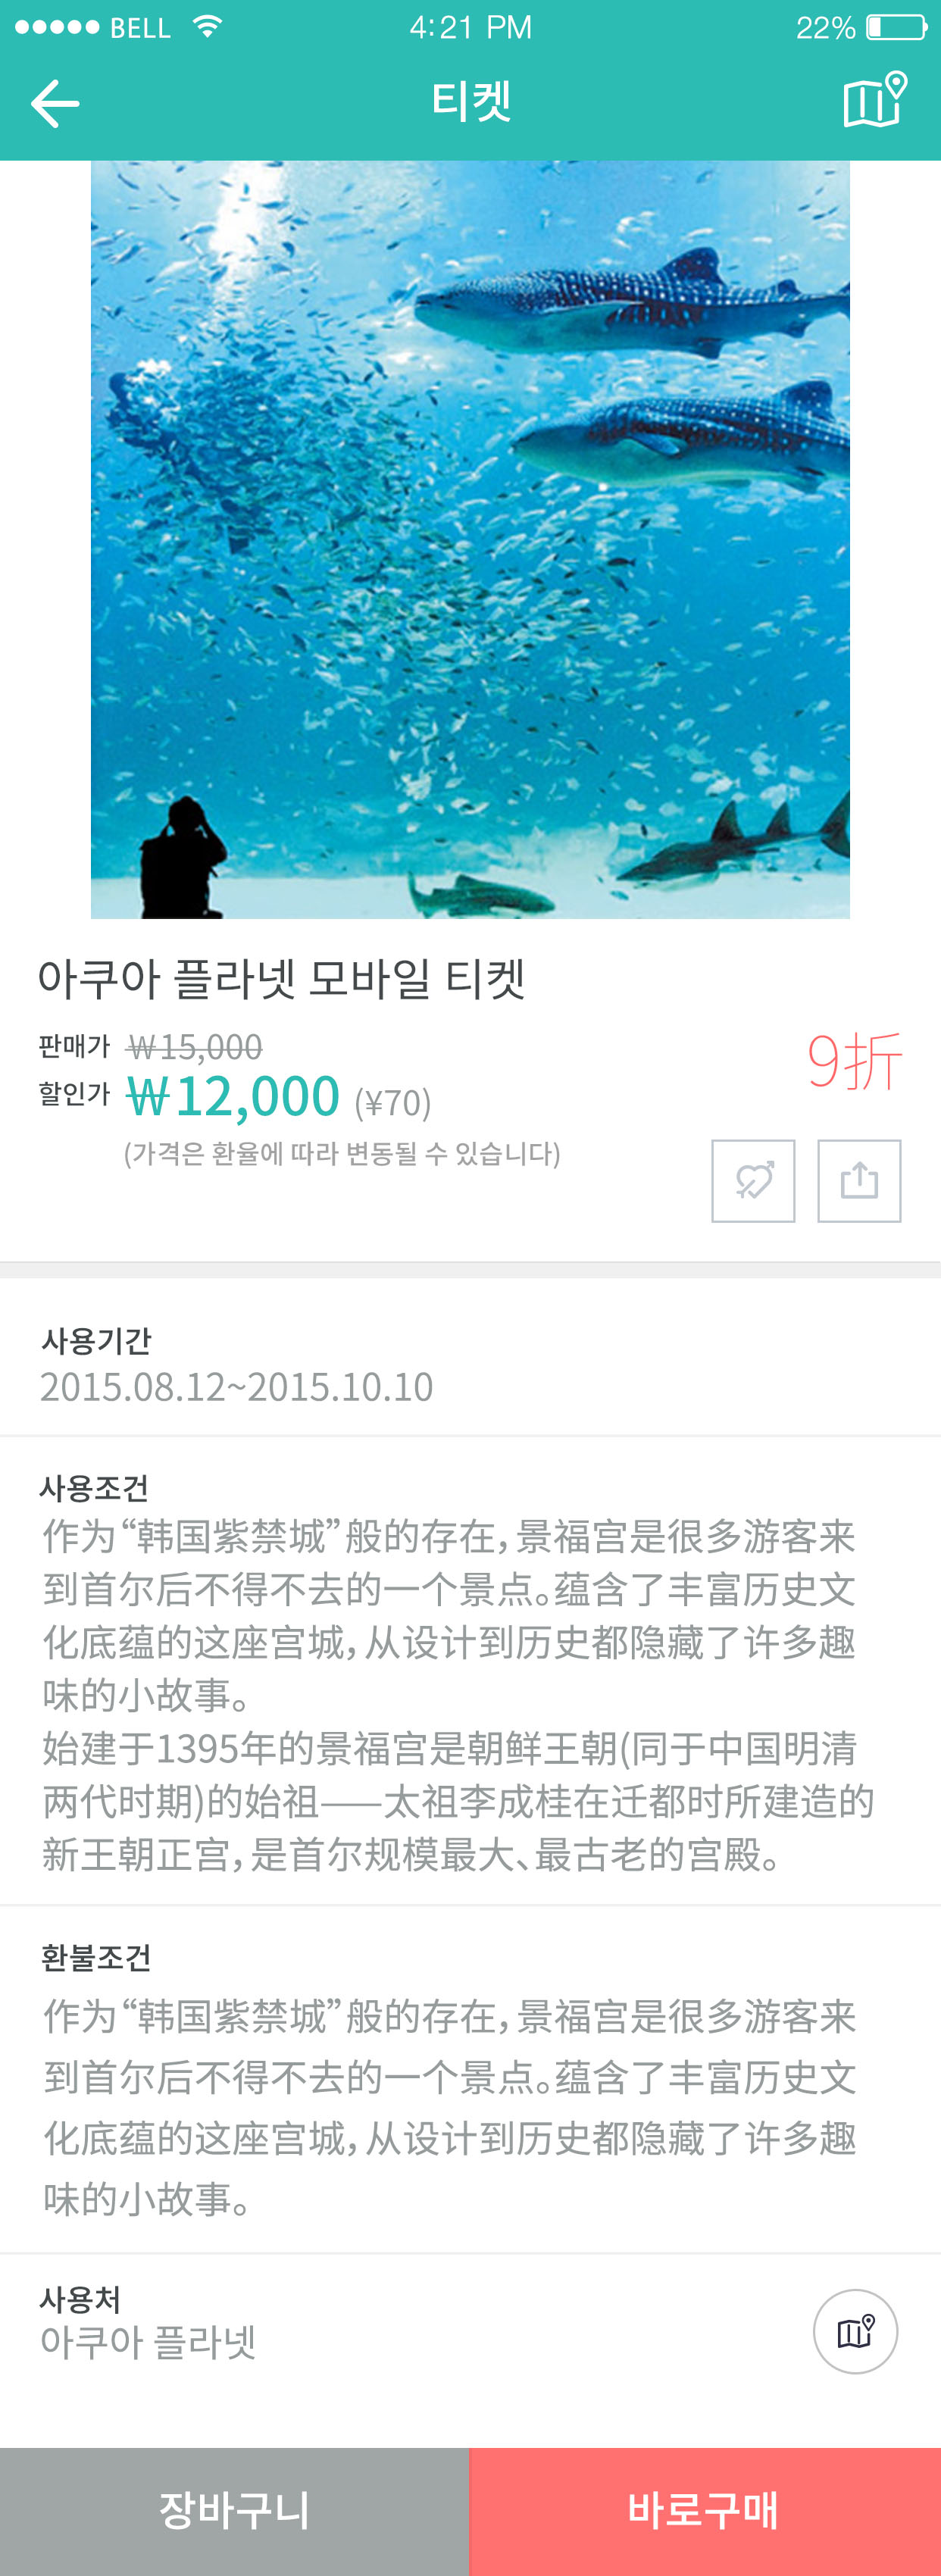 BELL 4:21 PM 22%
티켓
아쿠아 플라넷 모바일 티켓
판매가 ₩15,000
9折
할인가 ₩12,000 (¥70)
(가격은 환율에 따라 변동될 수 있습니다)
사용기간
2015.08.12~2015.10.10
사용조건
作为“韩国紫禁城”般的存在，景福宫是很多游客来
到首尔后不得不去的一个景点。蕴含了丰富历史文
化底蕴的这座宫城，从设计到历史都隐藏了许多趣
味的小故事。
始建于1395年的景福宫是朝鲜王朝(同于中国明清
两代时期)的始祖——太祖李成桂在迁都时所建造的
新王朝正宫，是首尔规模最大、最古老的宫殿。
환불조건
作为“韩国紫禁城”般的存在，景福宫是很多游客来
到首尔后不得不去的一个景点。蕴含了丰富历史文
化底蕴的这座宫城，从设计到历史都隐藏了许多趣
味的小故事。
사용처
아쿠아 플라넷
장바구니 바로구매